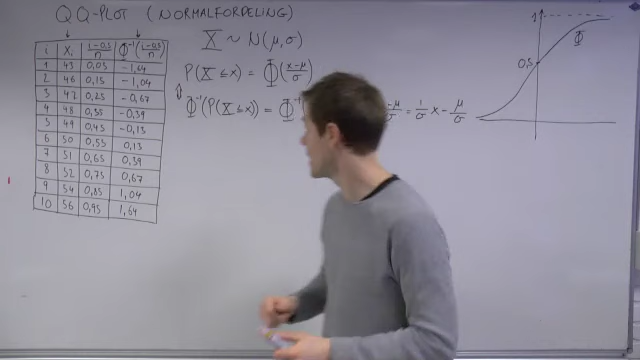 QQ-PLOT (NORMALFORDELING)
i Xi i-0,5/n Φ⁻¹(i-0,5/n)
1 43 0,05 -1,64
2 46 0,15 -1,04
3 42 0,25 -0,67
4 48 0,35 -0,39
5 49 0,45 -0,13
6 50 0,55 0,13
7 51 0,65 0,39
8 52 0,75 0,67
9 54 0,85 1,04
10 56 0,95 1,64
X ~ N(μ,σ)
P(X ≤ x) = Φ(x-μ/σ)
Φ⁻¹(P(X ≤ x)) = Φ⁻¹ -μ/σ = 1/σ x - μ/σ
1
Φ
0,5